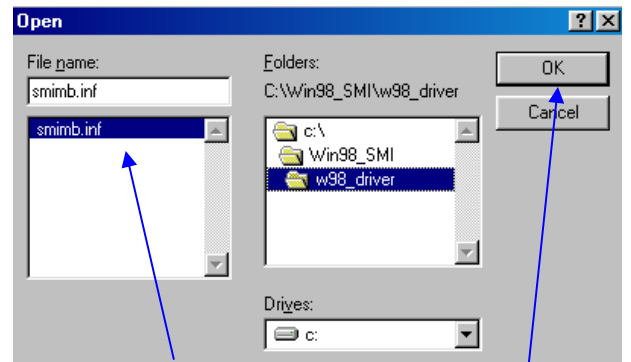 Open
File name:
smimb.inf
smimb.inf
Folders:
C:\Win98_SMI\w98_driver
c:\
Win98_SMI
w98_driver
Drives:
c:
OK
Cancel